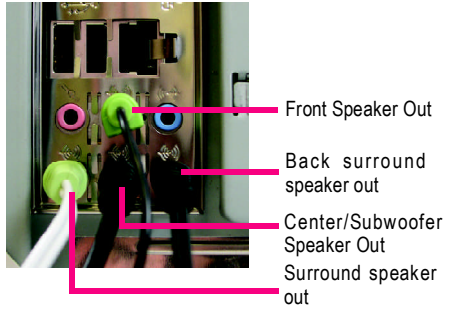 Front Speaker Out
Back surround
speaker out
Center/Subwoofer
Speaker Out
Surround speaker
out